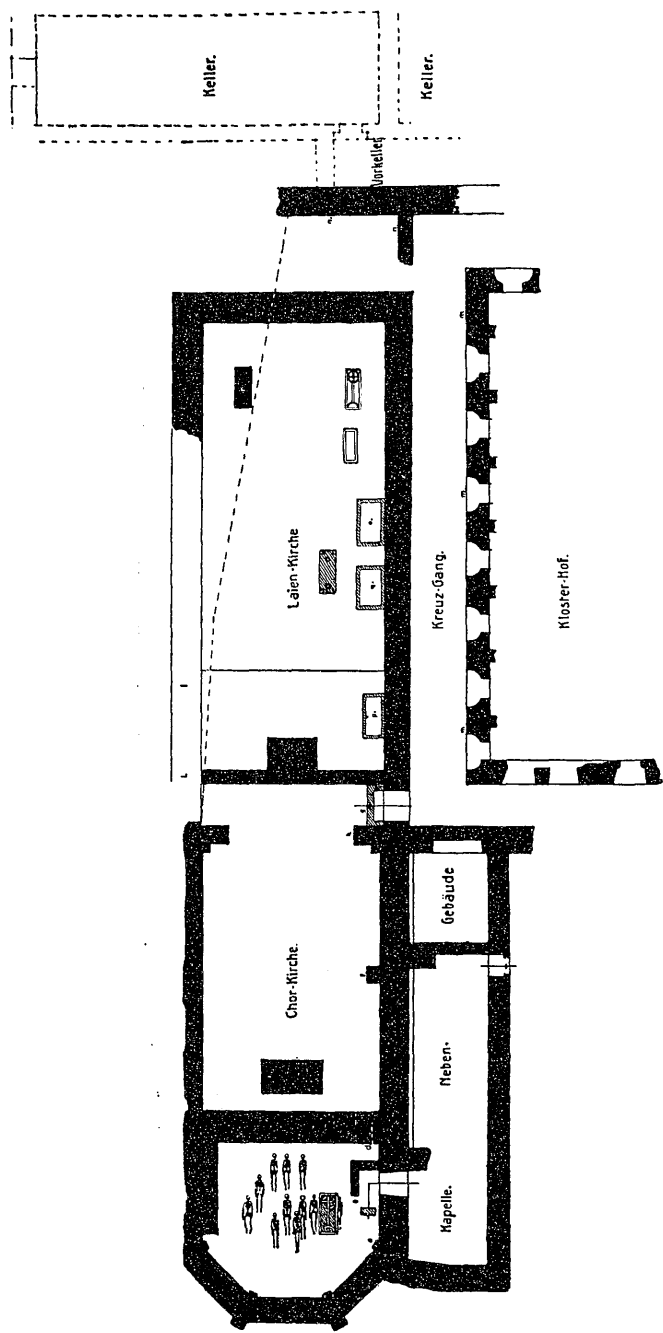 Keller.
Keller.
Vorkeller
Laien-Kirche
Kreuz-Gang.
Kloster-Hof.
Chor-Kirche.
Gebäude
Neben-
Kapelle.